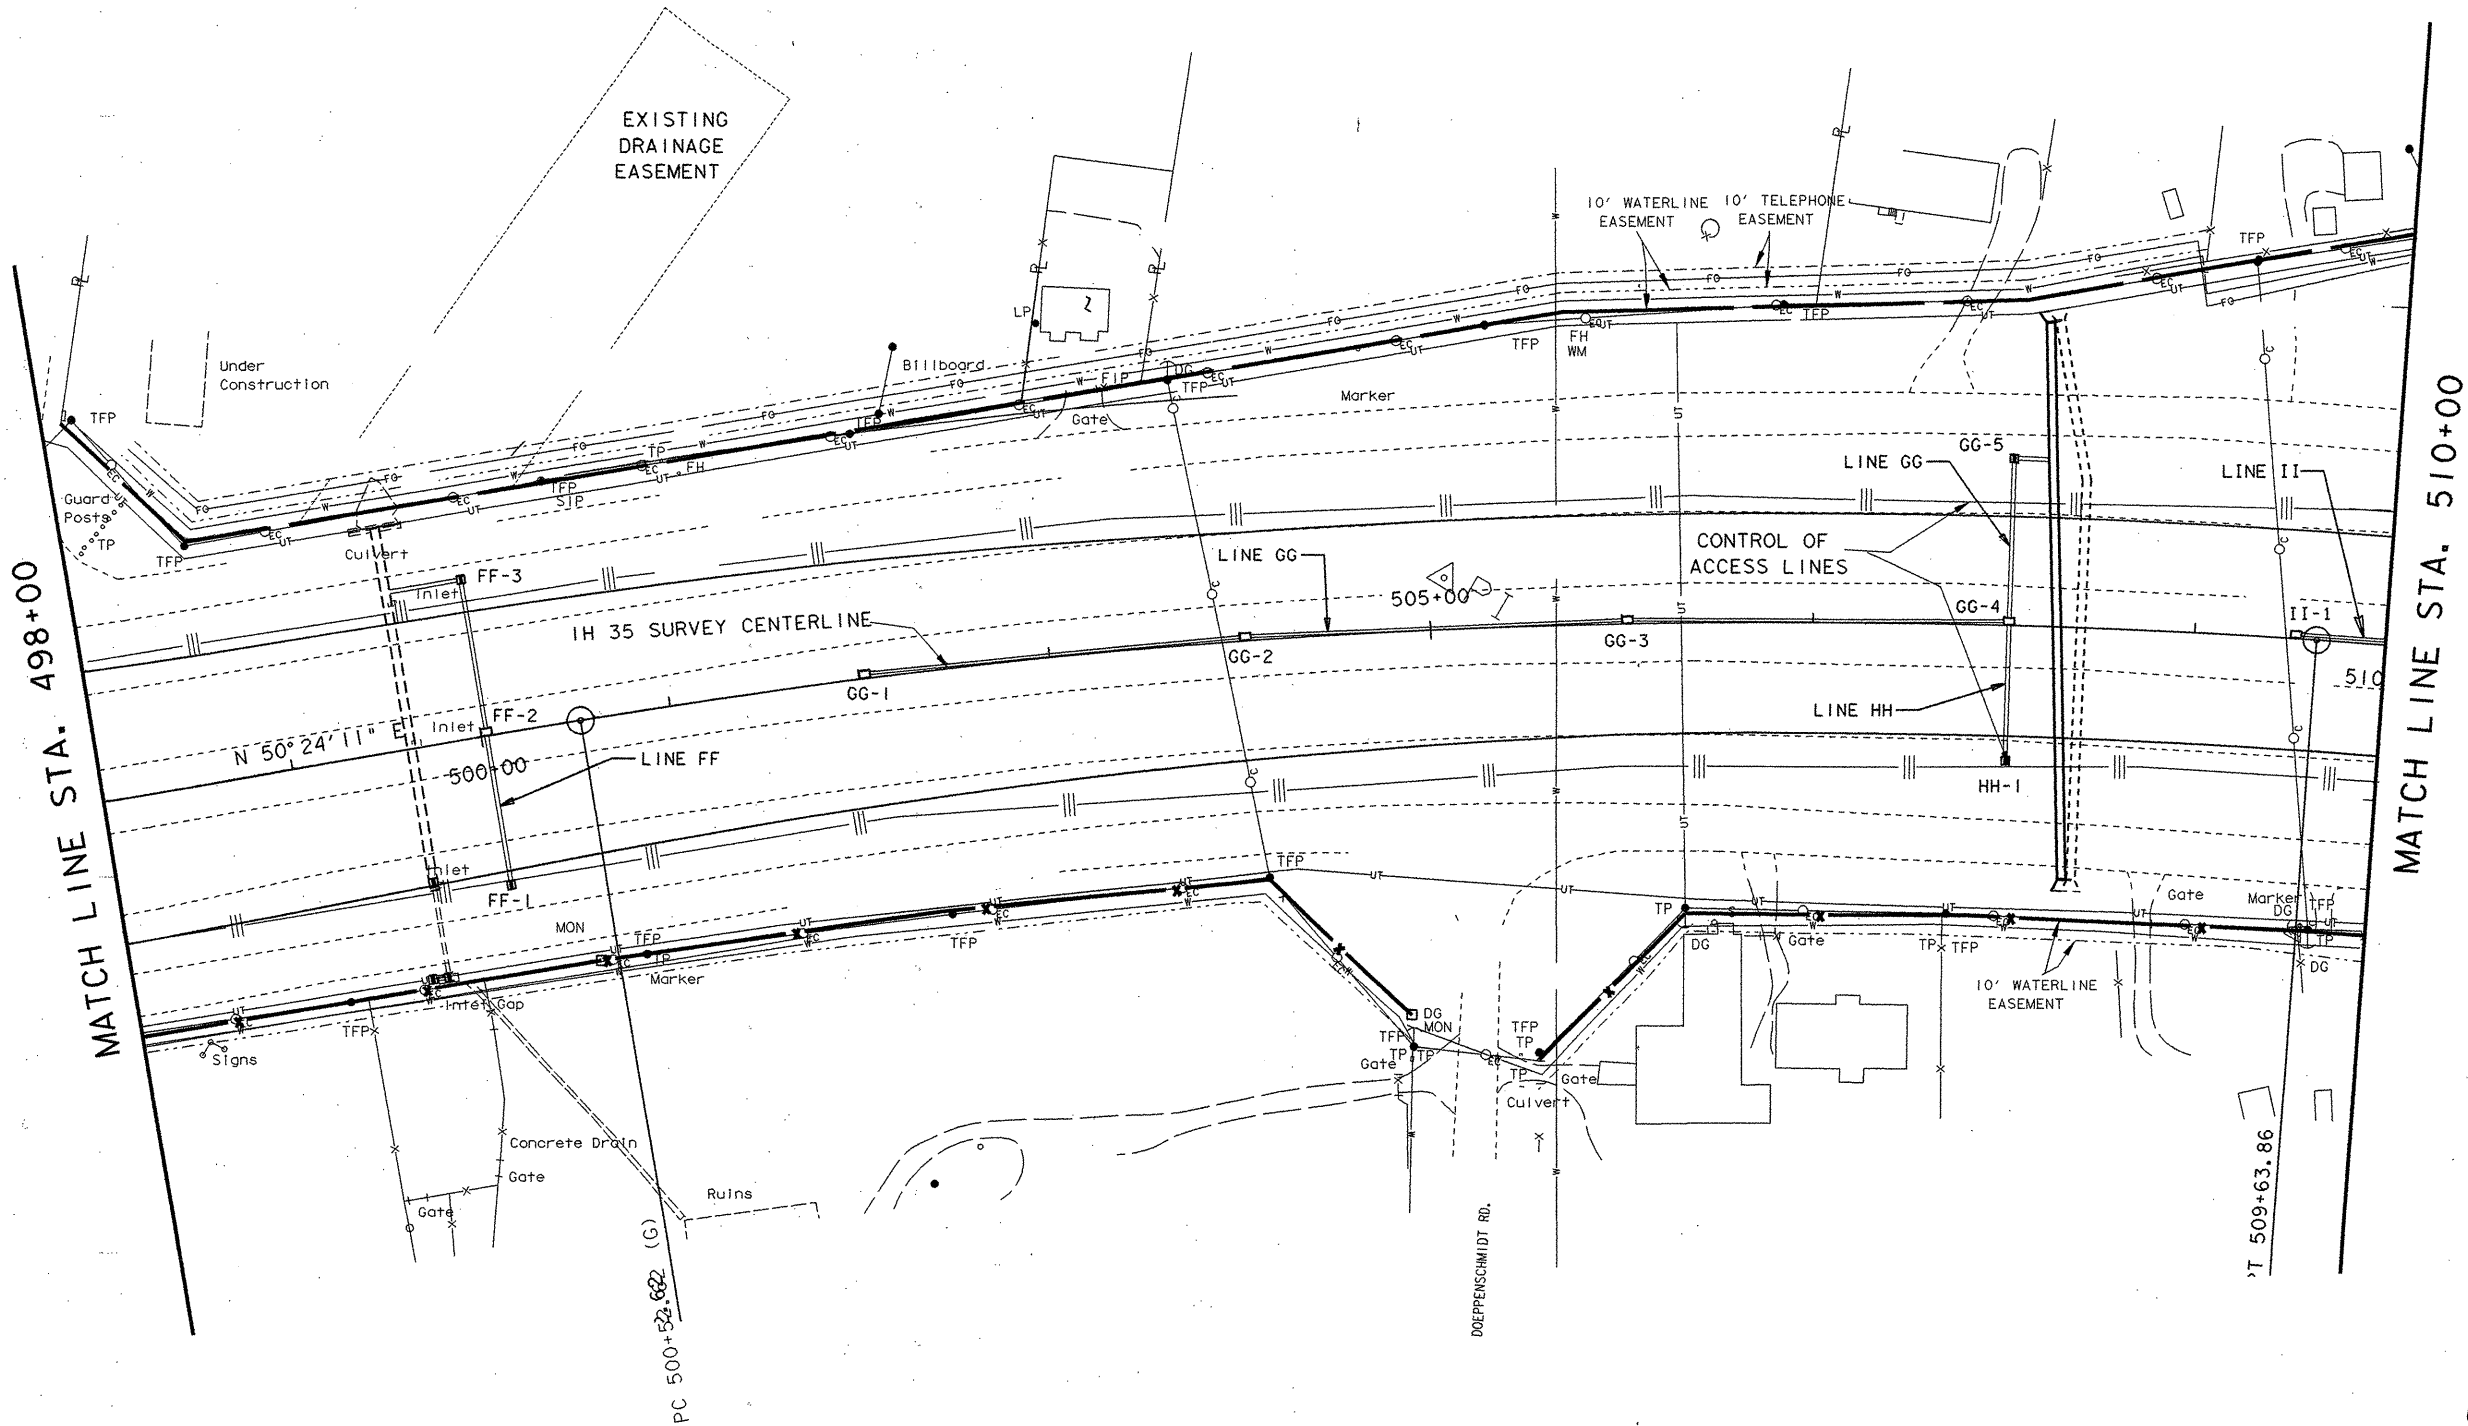 MATCH LINE STA. 498+00
EXISTING
DRAINAGE
EASEMENT
10' WATERLINE
EASEMENT
10' TELEPHONE
EASEMENT
PL
PL
PL
PL
LP
Under
Construction
Billboard
TFP
TFP
TFP
FIP
DG
TFP
Gate
Marker
TFP
FH
WM
TFP
TFP
TP
FH
TFP
SIP
Guard
Posts
TP
TFP
Culvert
FF-3
Inlet
IH 35 SURVEY CENTERLINE
LINE GG
505+00
CONTROL OF
ACCESS LINES
LINE GG
GG-5
LINE II
GG-4
II-1
GG-3
GG-2
GG-1
FF-2
Inlet
N 50°24'11" E
500+00
LINE FF
LINE HH
HH-1
510
Inlet
FF-1
MON
TFP
TP
Marker
TFP
TFP
TP
DG
Gate
TP
TFP
Gate
Marker
DG
TFP
TP
DG
10' WATERLINE
EASEMENT
Inlet Gap
TFP
Signs
DG
MON
TFP
TP
TP
Gate
TFP
TP
TP
Gate
Culvert
Concrete Drain
Gate
Gate
Ruins
PC 500+52.62 (G)
DOEPPENSCHMIDT RD.
PT 509+63.86
MATCH LINE STA. 510+00